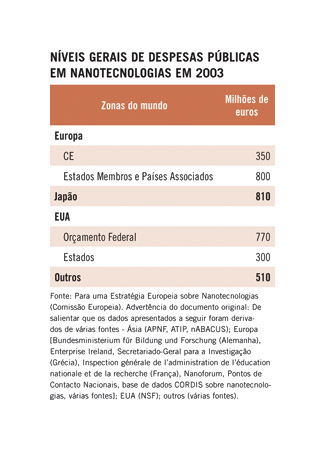 NÍVEIS GERAIS DE DESPESAS PÚBLICAS
EM NANOTECNOLOGIAS EM 2003
Zonas do mundo Milhões de euros
Europa
CE 350
Estados Membros e Países Associados 800
Japão 810
EUA
Orçamento Federal 770
Estados 300
Outros 510
Fonte: Para uma Estratégia Europeia sobre Nanotecnologias
(Comissão Europeia). Advertência do documento original: De
salientar que os dados apresentados a seguir foram deriva-
dos de várias fontes - Ásia (APNF, ATIP, nABACUS); Europa
[Bundesministerium für Bildung und Forschung (Alemanha),
Enterprise Ireland, Secretariado-Geral para a Investigação
(Grécia), Inspection générale de l'administration de l'éducation
nationale et de la recherche (França), Nanoforum, Pontos de
Contacto Nacionais, base de dados CORDIS sobre nanotecnolo-
gias, várias fontes]; EUA (NSF); outros (várias fontes).